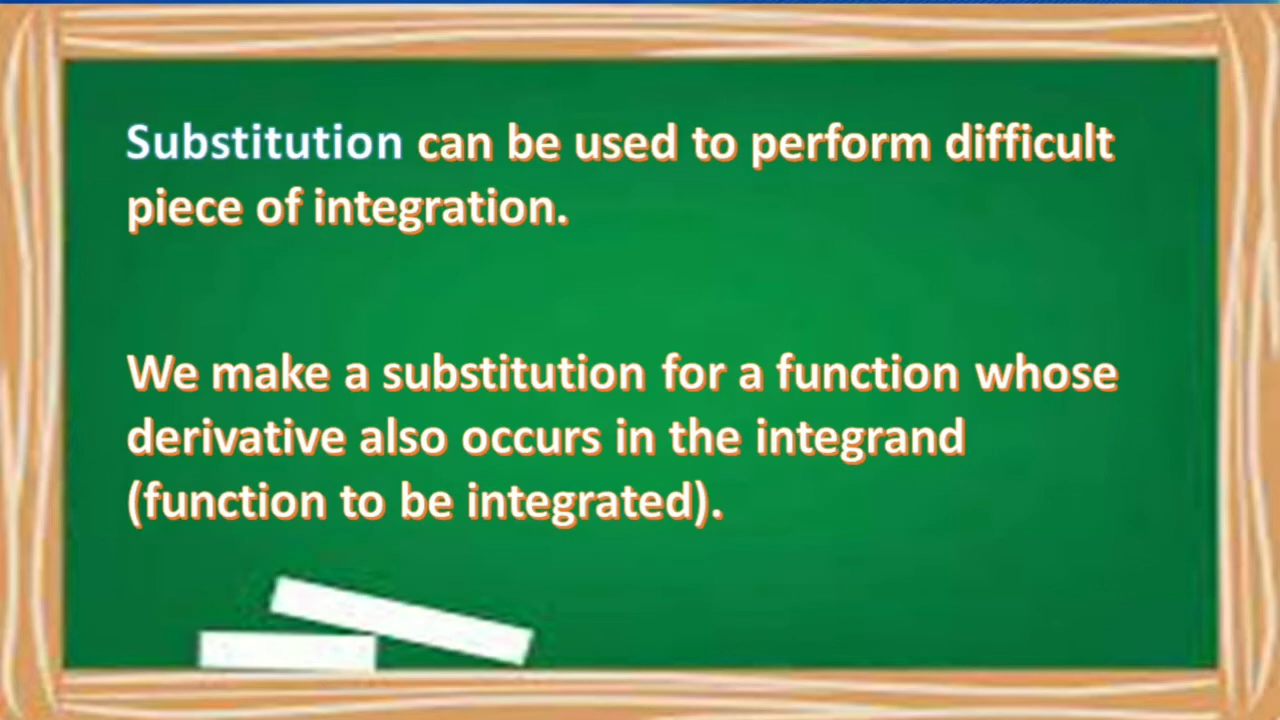 Substitution can be used to perform difficult
piece of integration.
We make a substitution for a function whose
derivative also occurs in the integrand
(function to be integrated).